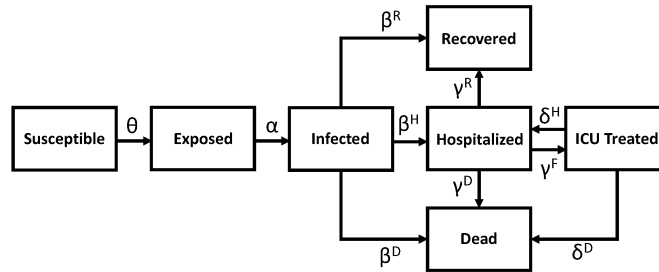 β^R
Recovered
γ^R
Susceptible
θ
Exposed
α
Infected
β^H
Hospitalized
δ^H
γ^F
ICU Treated
γ^D
β^D
Dead
δ^D